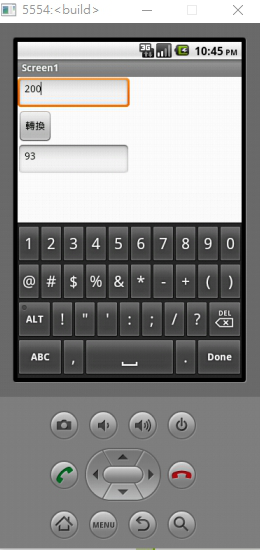 5554:<build>
3G
10:45 PM
Screen1
200
轉換
93
1 2 3 4 5 6 7 8 9 0
@ # $ % & * - + ( )
ALT ! " ' : ; / ? DEL
ABC , . Done
MENU